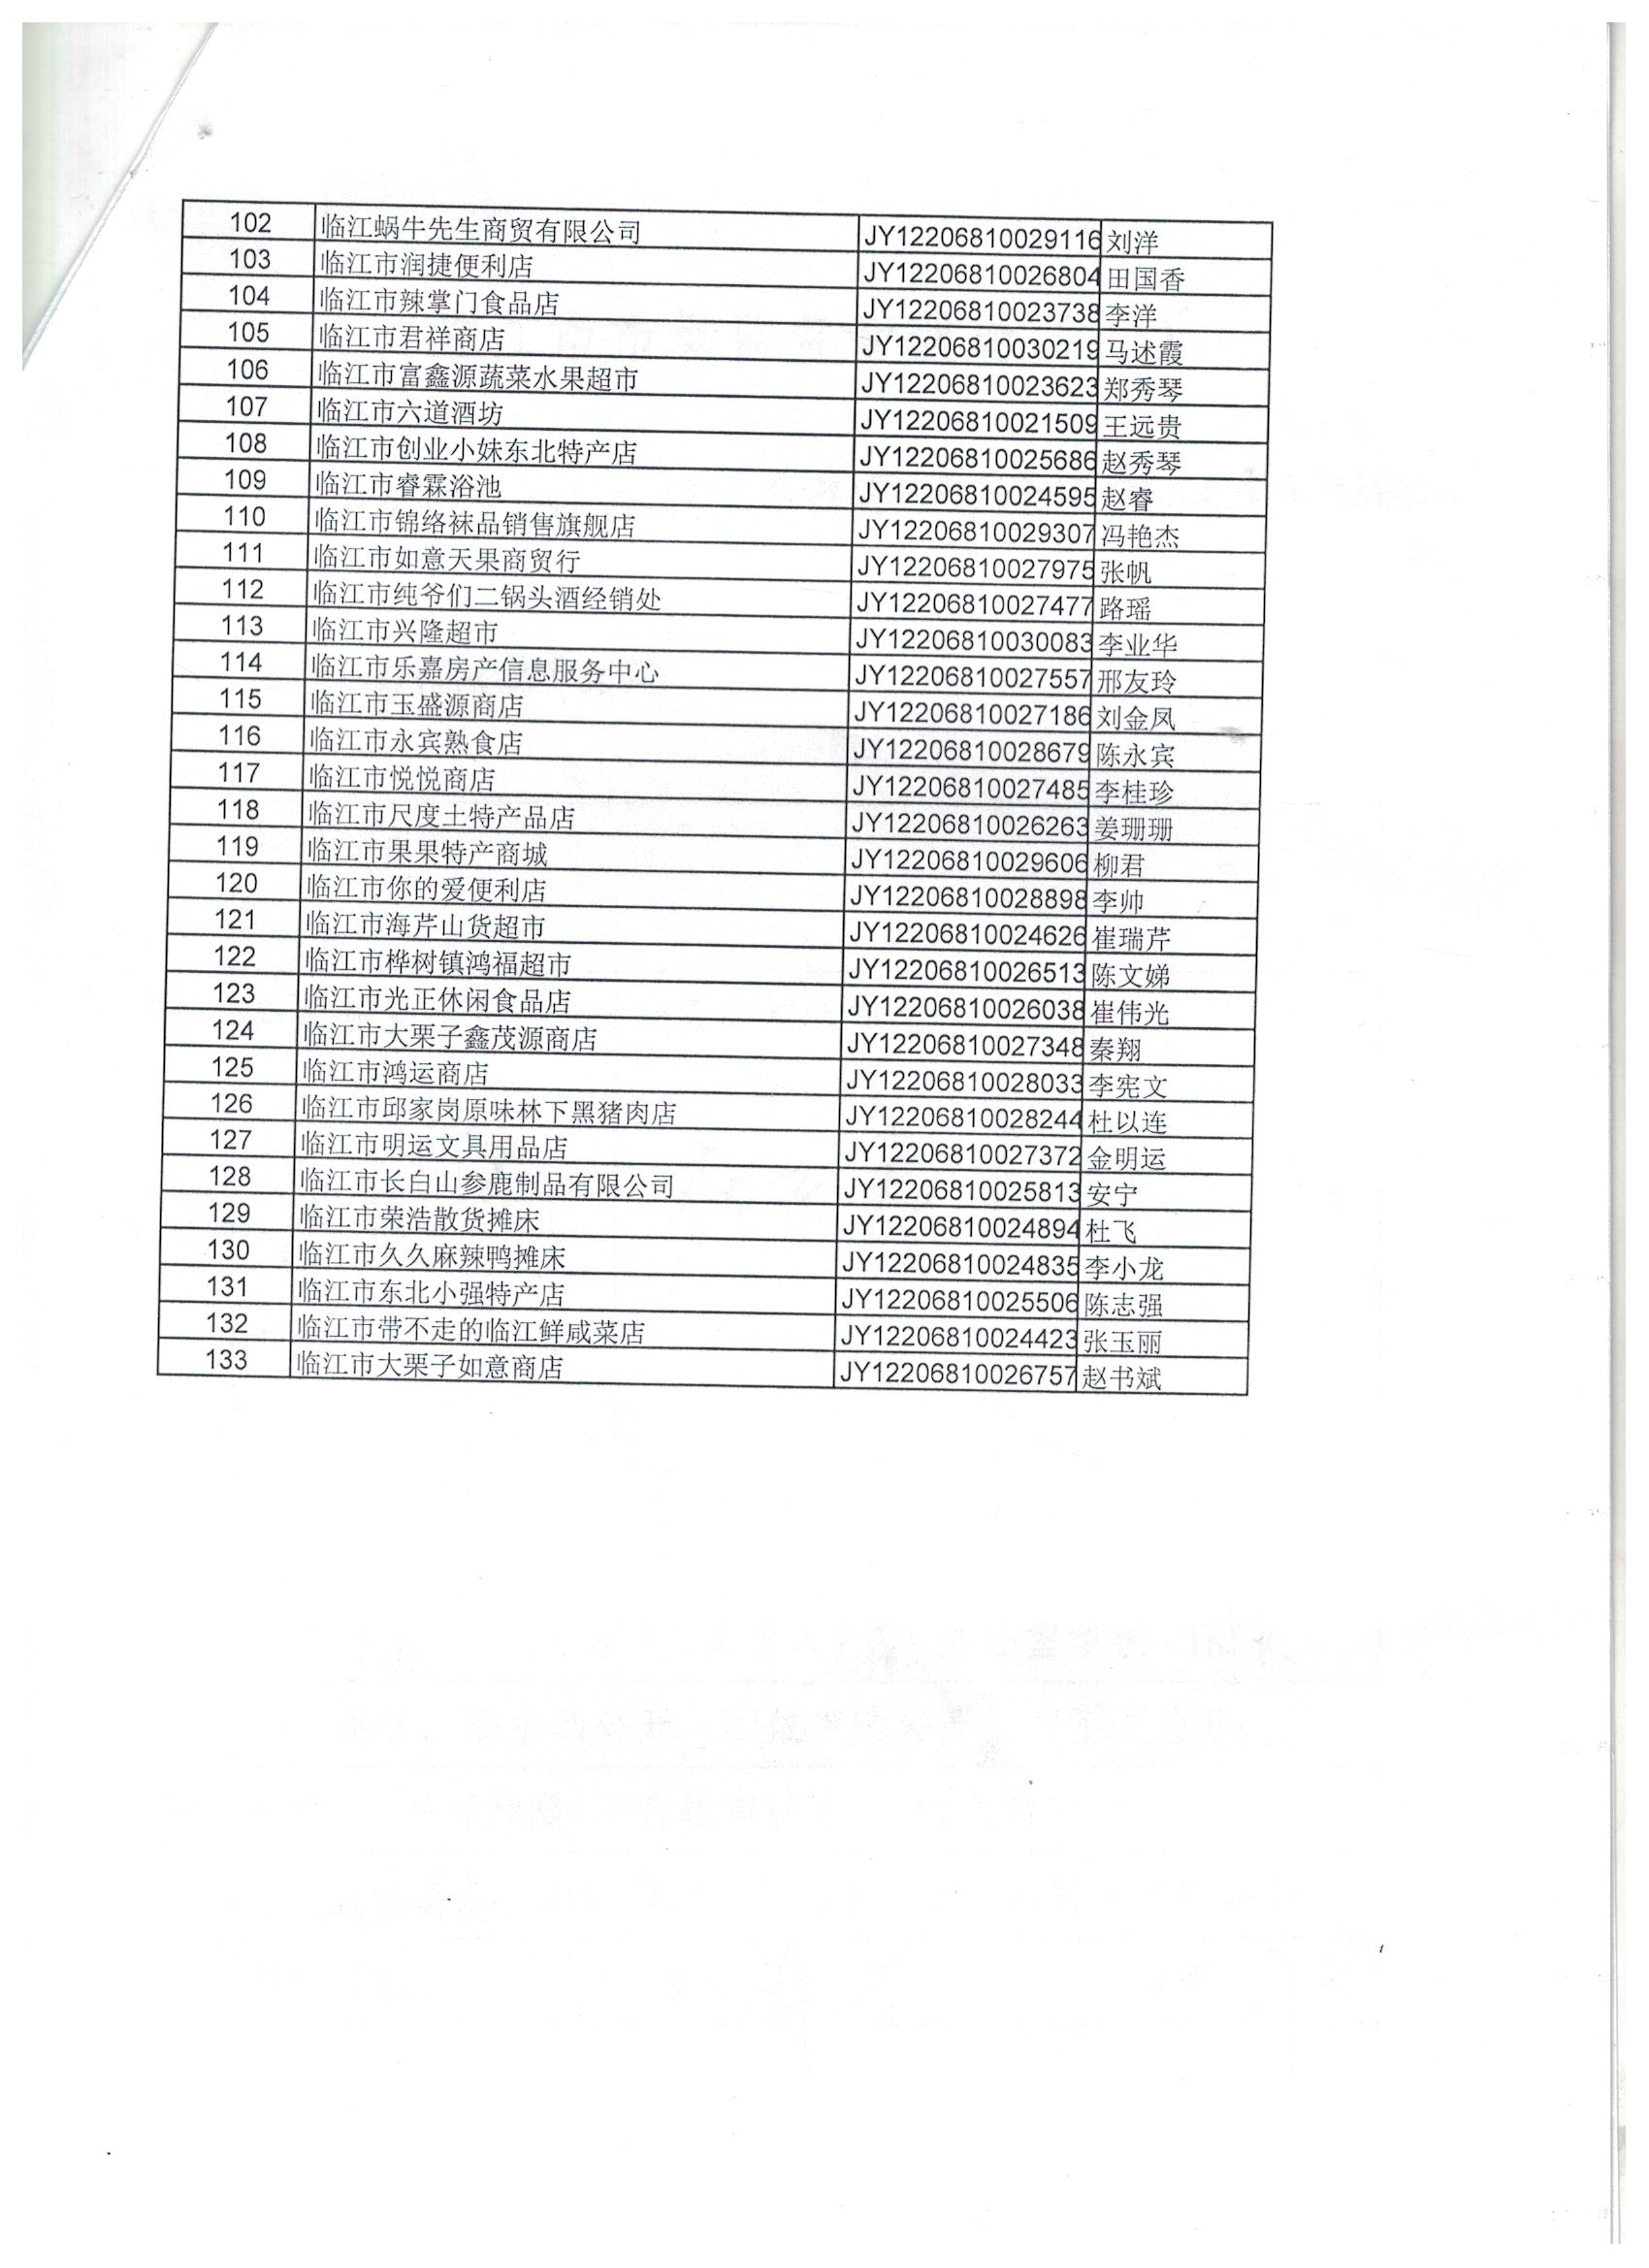 102 临江蜗牛先生商贸有限公司 JY12206810029116 刘洋
103 临江市润捷便利店 JY12206810026804 田国香
104 临江市辣掌门食品店 JY12206810023738 李洋
105 临江市君祥商店 JY12206810030219 马述霞
106 临江市富鑫源蔬菜水果超市 JY12206810023623 郑秀琴
107 临江市六道酒坊 JY12206810021509 王远贵
108 临江市创业小妹东北特产店 JY12206810025686 赵秀琴
109 临江市睿霖浴池 JY12206810024595 赵睿
110 临江市锦络袜品销售旗舰店 JY12206810029307 冯艳杰
111 临江市如意天果商贸行 JY12206810027975 张帆
112 临江市纯爷们二锅头酒经销处 JY12206810027477 路瑶
113 临江市兴隆超市 JY12206810030083 李业华
114 临江市乐嘉房产信息服务中心 JY12206810027557 邢友玲
115 临江市玉盛源商店 JY12206810027186 刘金凤
116 临江市永宾熟食店 JY12206810028679 陈永宾
117 临江市悦悦商店 JY12206810027485 李桂珍
118 临江市尺度土特产品店 JY12206810026263 姜珊珊
119 临江市果果特产商城 JY12206810029606 柳君
120 临江市你的爱便利店 JY12206810028898 李帅
121 临江市海芹山货超市 JY12206810024626 崔瑞芹
122 临江市桦树镇鸿福超市 JY12206810026513 陈文娣
123 临江市光正休闲食品店 JY12206810026038 崔伟光
124 临江市大栗子鑫茂源商店 JY12206810027348 秦翔
125 临江市鸿运商店 JY12206810028033 李宪文
126 临江市邱家岗原味林下黑猪肉店 JY12206810028244 杜以连
127 临江市明运文具用品店 JY12206810027372 金明运
128 临江市长白山参鹿制品有限公司 JY12206810025813 安宁
129 临江市荣浩散货摊床 JY12206810024894 杜飞
130 临江市久久麻辣鸭摊床 JY12206810024835 李小龙
131 临江市东北小强特产店 JY12206810025506 陈志强
132 临江市带不走的临江鲜咸菜店 JY12206810024423 张玉丽
133 临江市大栗子如意商店 JY12206810026757 赵书斌